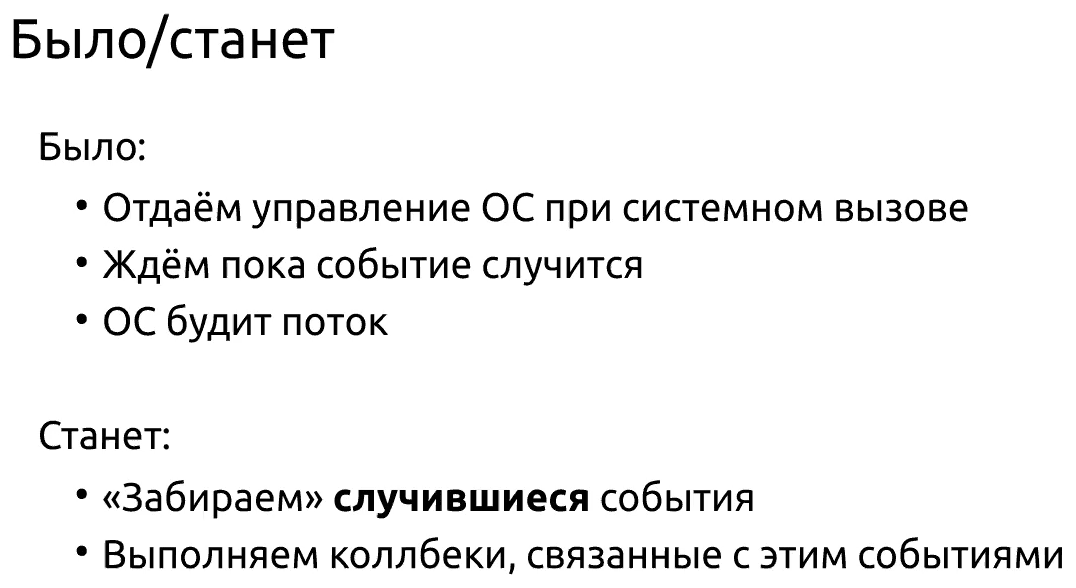 Было/станет
Было:
• Отдаём управление ОС при системном вызове
• Ждём пока событие случится
• ОС будит поток
Станет:
• «Забираем» случившиеся события
• Выполняем коллбеки, связанные с этим событиями